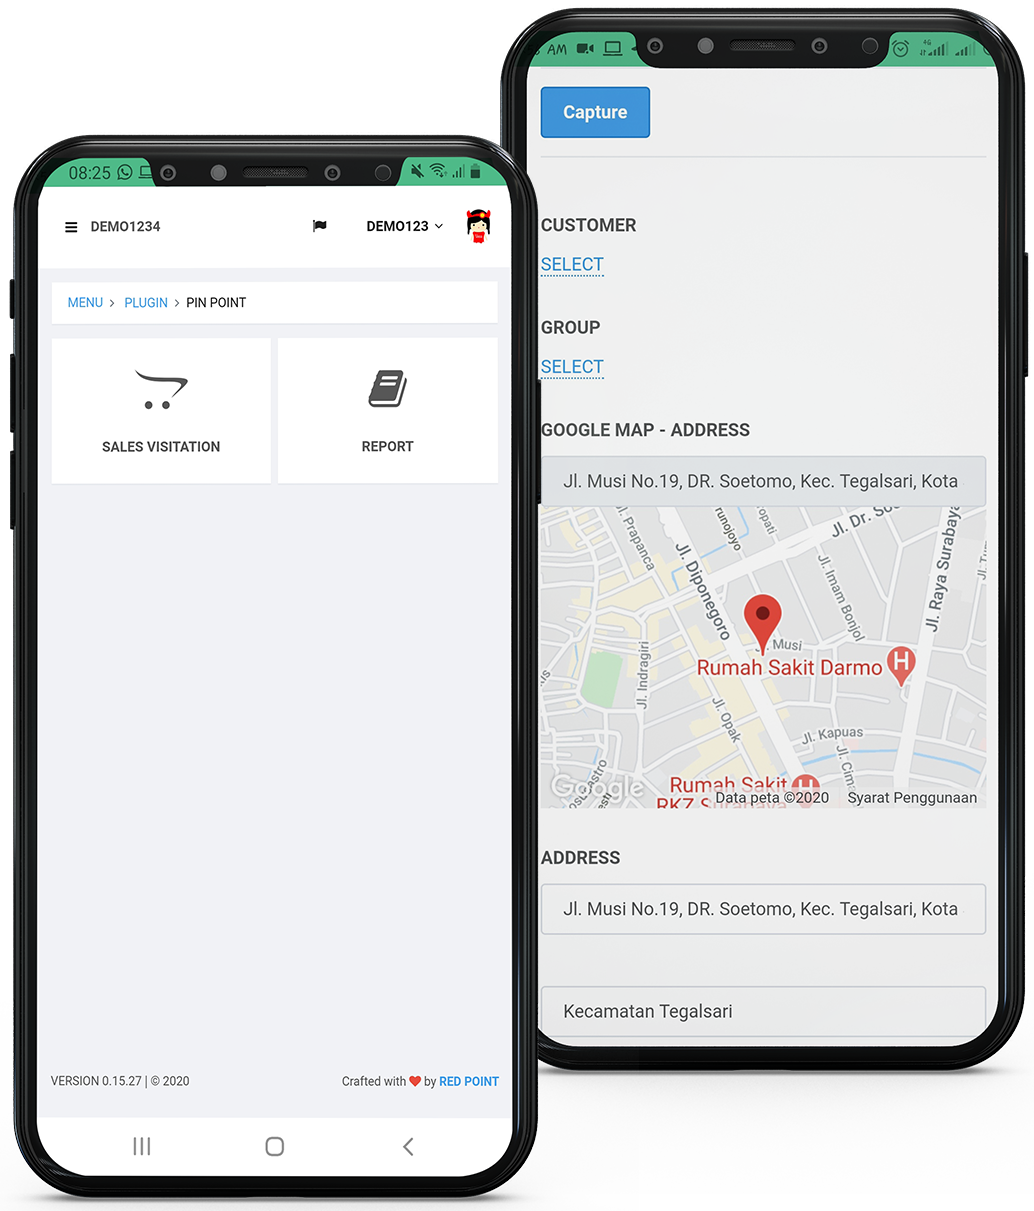 08:25
DEMO1234
DEMO123
MENU > PLUGIN > PIN POINT
SALES VISITATION
REPORT
VERSION 0.15.27 | © 2020
Crafted with ❤ by RED POINT
AM
4G
Capture
CUSTOMER
SELECT
GROUP
SELECT
GOOGLE MAP - ADDRESS
Jl. Musi No.19, DR. Soetomo, Kec. Tegalsari, Kota
Jl. Prapanca
Jl. Dr. So
Jl. Diponegoro
Jl. Imam Bonjol
Jl. Raya Surabaya
Musi
Rumah Sakit Darmo
H
Jl. Indragiri
Jl. Opak
Jl. Kapuas
Jl. Cim
Google
Rumah Sakit
RKZ Surabaya
Data peta ©2020
Syarat Penggunaan
ADDRESS
Jl. Musi No.19, DR. Soetomo, Kec. Tegalsari, Kota
Kecamatan Tegalsari